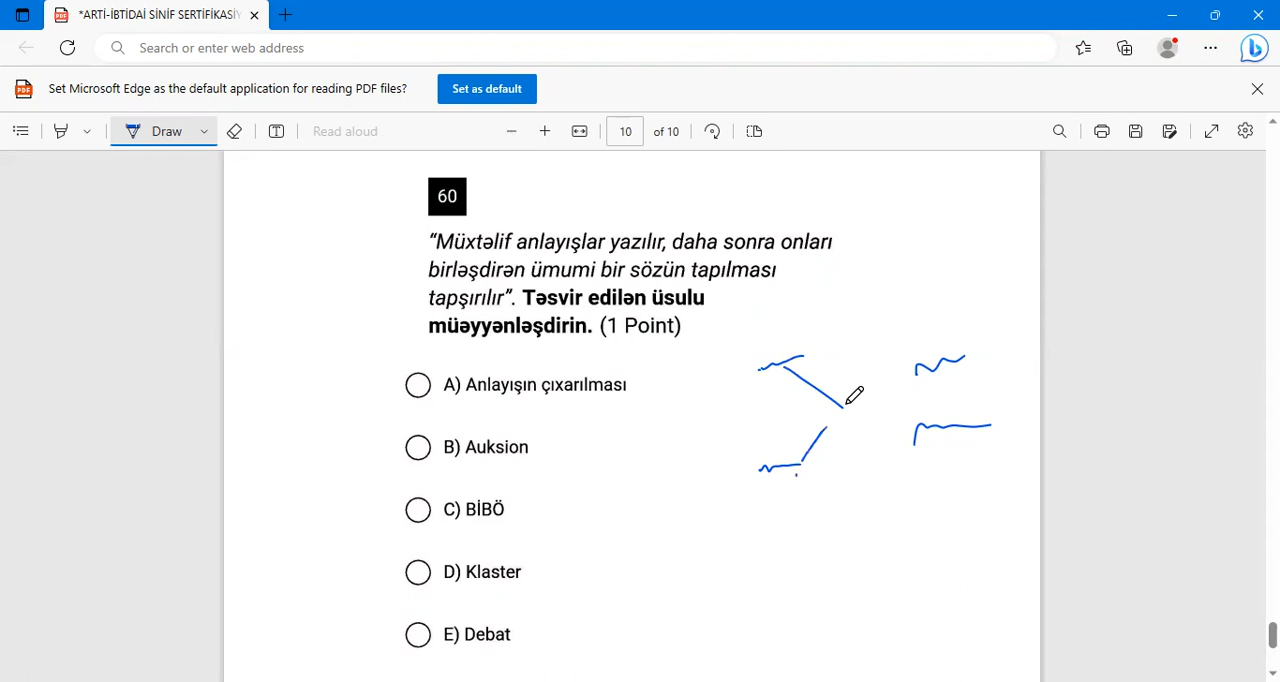 *ARTİ-İBTİDAİ SİNİF SERTİFİKASİY
Search or enter web address
Set Microsoft Edge as the default application for reading PDF files?
Set as default
Draw
Read aloud
10 of 10
60
“Müxtəlif anlayışlar yazılır, daha sonra onları
birləşdirən ümumi bir sözün tapılması
tapşırılır”. Təsvir edilən üsulu
müəyyənləşdirin. (1 Point)
A) Anlayışın çıxarılması
B) Auksion
C) BİBÖ
D) Klaster
E) Debat